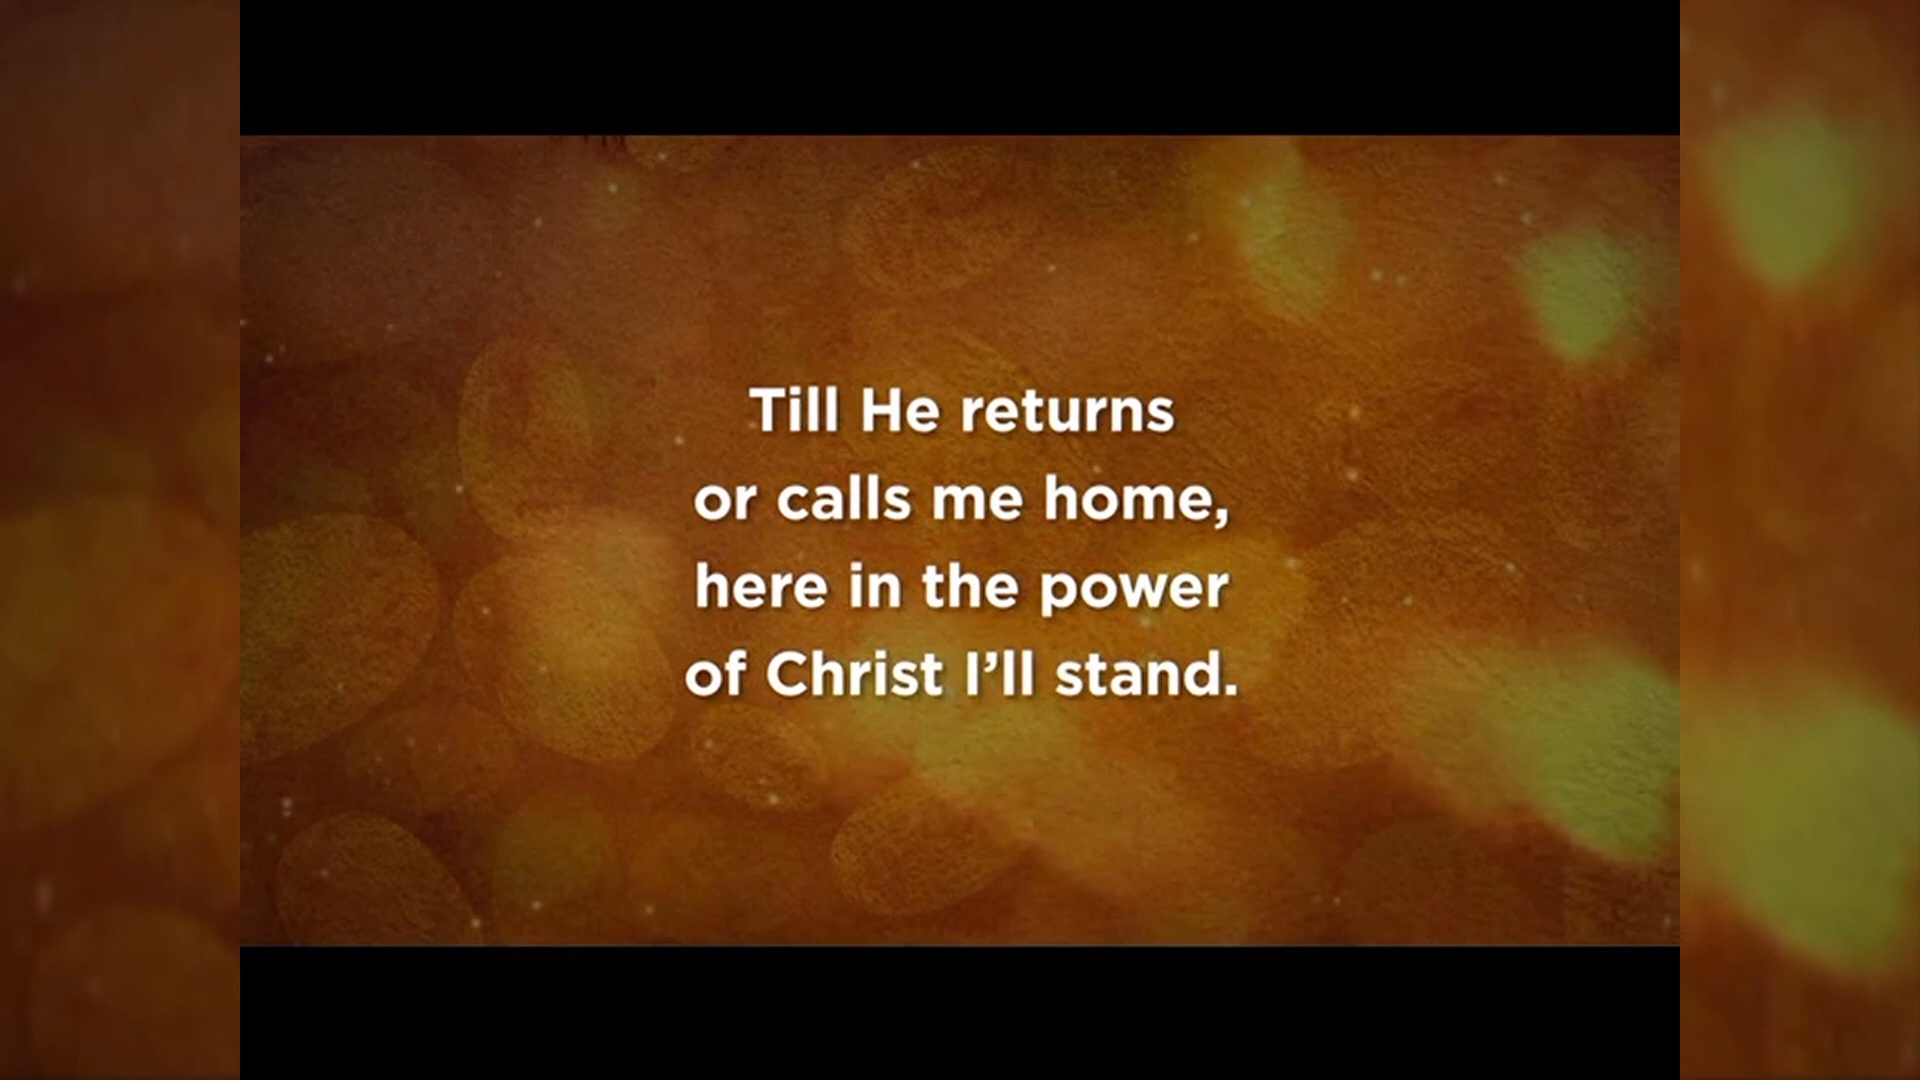 Till He returns
or calls me home,
here in the power
of Christ I’ll stand.